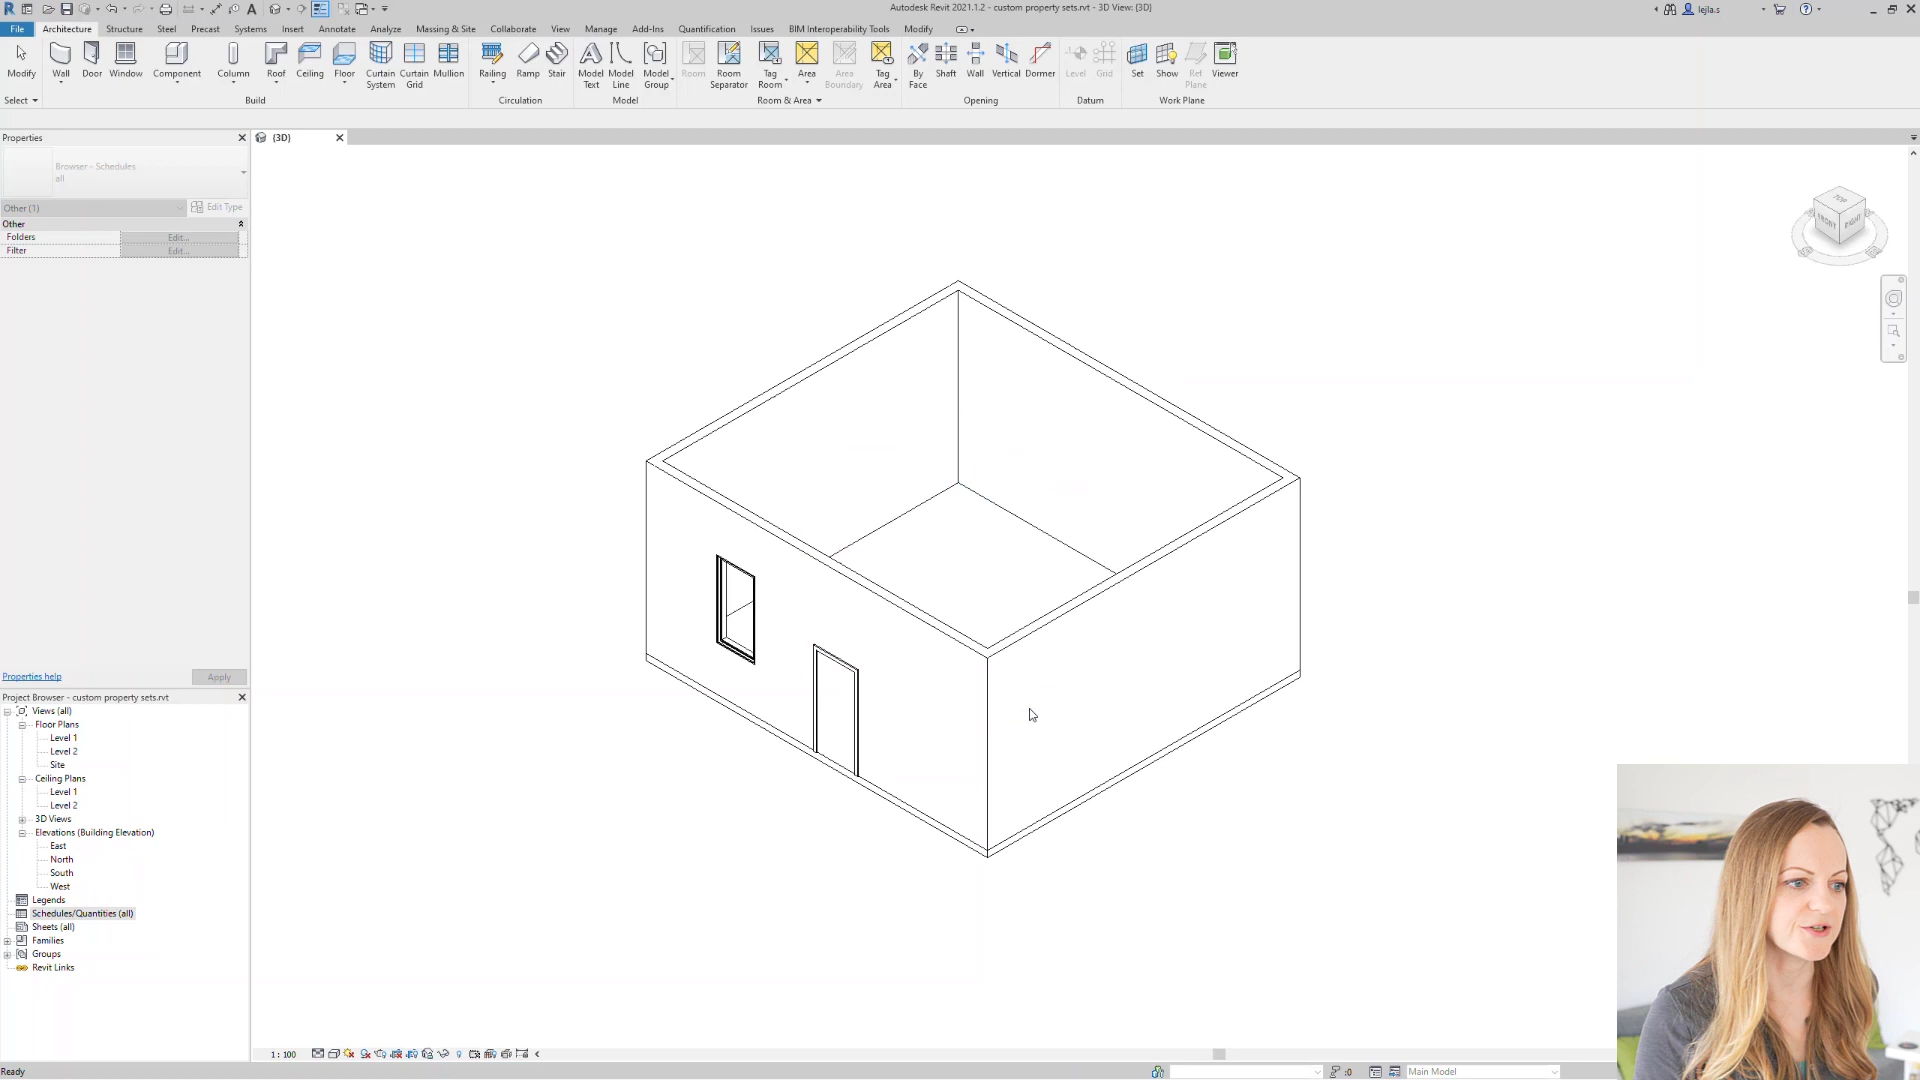 Autodesk Revit 2021.1.2 - custom property sets.rvt - 3D View: {3D}
lejla.s
File Architecture Structure Steel Precast Systems Insert Annotate Analyze Massing & Site Collaborate View Manage Add-Ins Quantification Issues BIM Interoperability Tools Modify
Modify Wall Door Window Component Column Roof Ceiling Floor Curtain System Curtain Grid Mullion Railing Ramp Stair Model Text Model Line Model Group Room Room Separator Tag Room Area Area Boundary Tag Area By Face Shaft Wall Vertical Dormer Level Grid Set Show Ref Plane Viewer
Select Build Circulation Model Room & Area Opening Datum Work Plane
Properties
Browser - Schedules
all
Other (1) Edit Type
Other
Folders Edit...
Filter Edit...
Properties help Apply
Project Browser - custom property sets.rvt
Views (all)
Floor Plans
Level 1
Level 2
Site
Ceiling Plans
Level 1
Level 2
3D Views
Elevations (Building Elevation)
East
North
South
West
Legends
Schedules/Quantities (all)
Sheets (all)
Families
Groups
Revit Links
{3D}
TOP
FRONT RIGHT
1 : 100
Ready
:0
Main Model